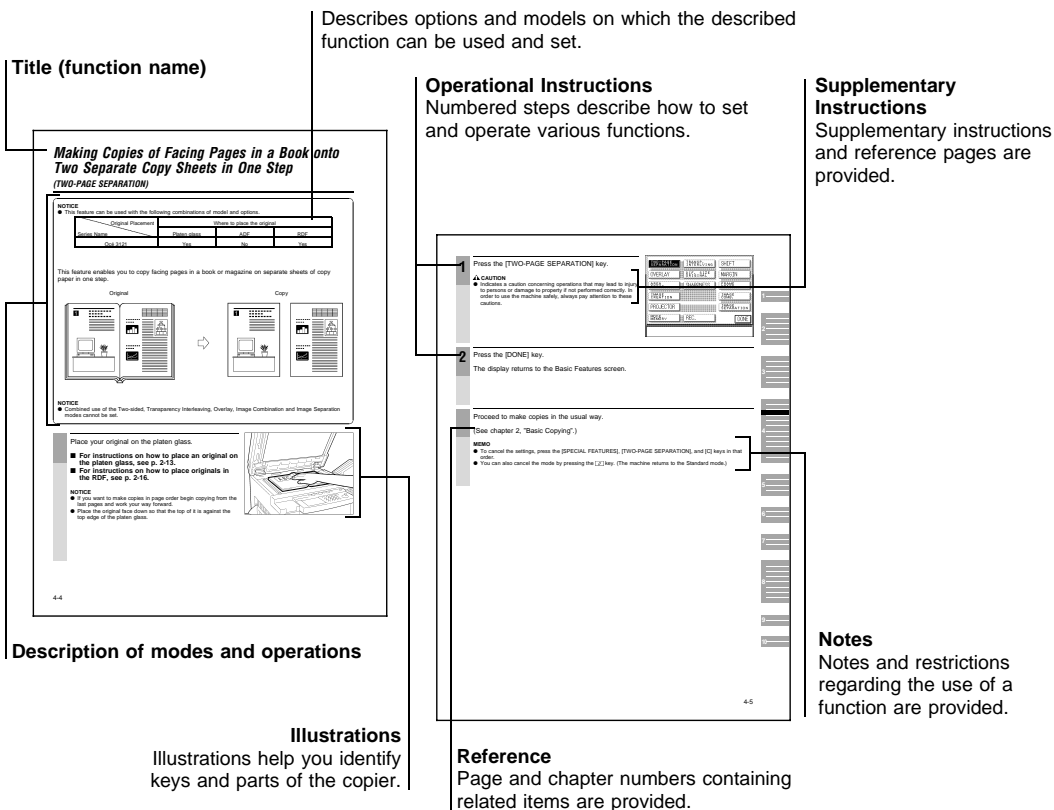 Describes options and models on which the described
function can be used and set.
Title (function name)
Operational Instructions
Numbered steps describe how to set
and operate various functions.
Supplementary
Instructions
Supplementary instructions
and reference pages are
provided.
Making Copies of Facing Pages in a Book onto
Two Separate Copy Sheets in One Step
(TWO-PAGE SEPARATION)
NOTICE
● This feature can be used with the following combinations of model and options.
Original Placement
Where to place the original
Series Name
Platen glass
ADF
RDF
Océ 3121
Yes
No
Yes
This feature enables you to copy facing pages in a book or magazine on separate sheets of copy
paper in one step.
Original
Copy
1
1
NOTICE
● Combined use of the Two-sided, Transparency Interleaving, Overlay, Image Combination and Image Separation
modes cannot be set.
Place your original on the platen glass.
■ For instructions on how to place an original on
the platen glass, see p. 2-13.
■ For instructions on how to place originals in
the RDF, see p. 2-16.
NOTICE
● If you want to make copies in page order begin copying from the
last pages and work your way forward.
● Place the original face down so that the top of it is against the
top edge of the platen glass.
4-4
1
Press the [TWO-PAGE SEPARATION] key.
CAUTION
● Indicates a caution concerning operations that may lead to injury
to persons or damage to property if not performed correctly. In
order to use the machine safely, always pay attention to these
cautions.
SHIFT
OVERLAY
MARGIN
PROJECTOR
REC.
DONE
2
Press the [DONE] key.
The display returns to the Basic Features screen.
Proceed to make copies in the usual way.
(See chapter 2, "Basic Copying".)
MEMO
● To cancel the settings, press the [SPECIAL FEATURES], [TWO-PAGE SEPARATION], and [C] keys in that
order.
● You can also cancel the mode by pressing the key. (The machine returns to the Standard mode.)
1
2
3
4
5
6
7
8
9
10
4-5
Description of modes and operations
Illustrations
Illustrations help you identify
keys and parts of the copier.
Reference
Page and chapter numbers containing
related items are provided.
Notes
Notes and restrictions
regarding the use of a
function are provided.